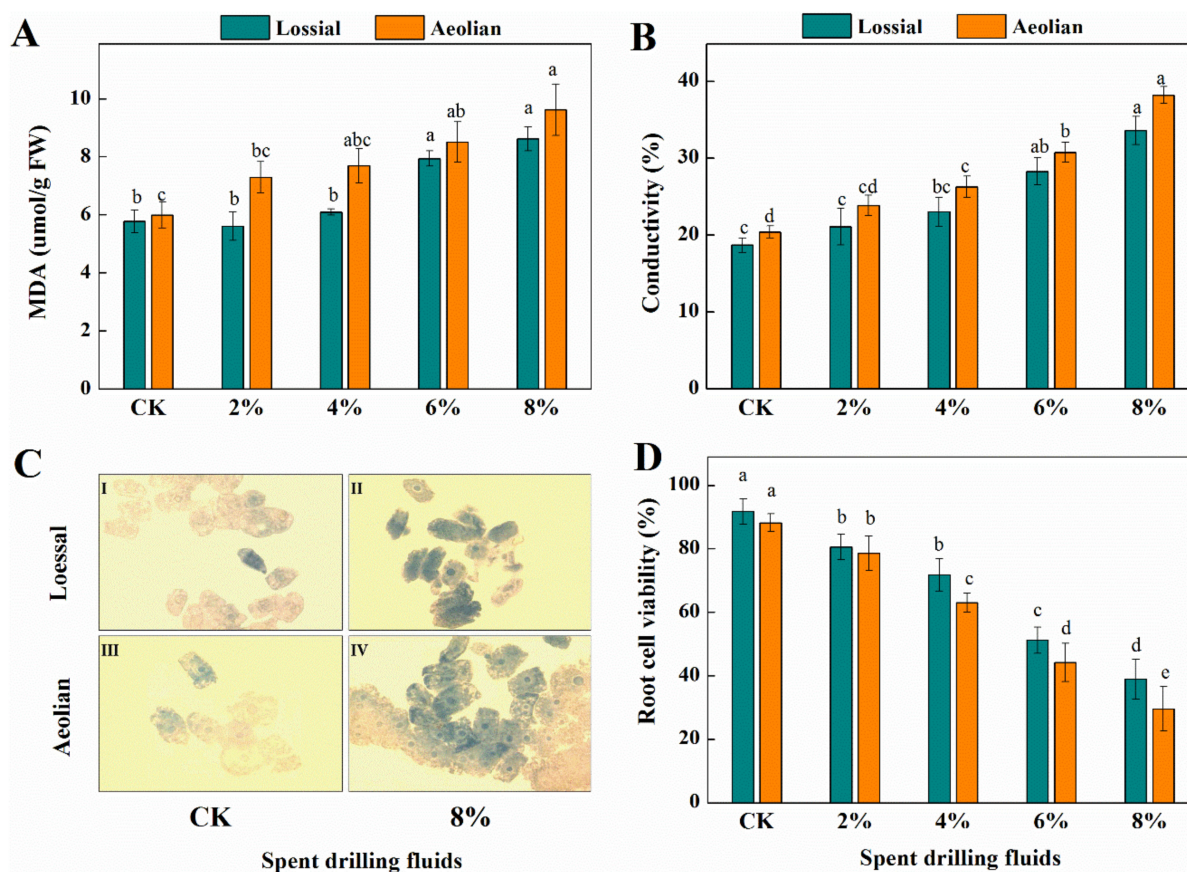 A
Lossial
Aeolian
MDA (umol/g FW)
10
8
6
4
2
0
b
c
b
bc
b
abc
a
ab
a
a
CK
2%
4%
6%
8%
B
Lossial
Aeolian
Conductivity (%)
40
30
20
10
0
c
d
c
cd
bc
c
ab
b
a
a
CK
2%
4%
6%
8%
C
I
II
III
IV
Loessal
Aeolian
CK
8%
Spent drilling fluids
D
Root cell viability (%)
100
80
60
40
20
0
a
a
b
b
b
c
c
d
d
e
CK
2%
4%
6%
8%
Spent drilling fluids